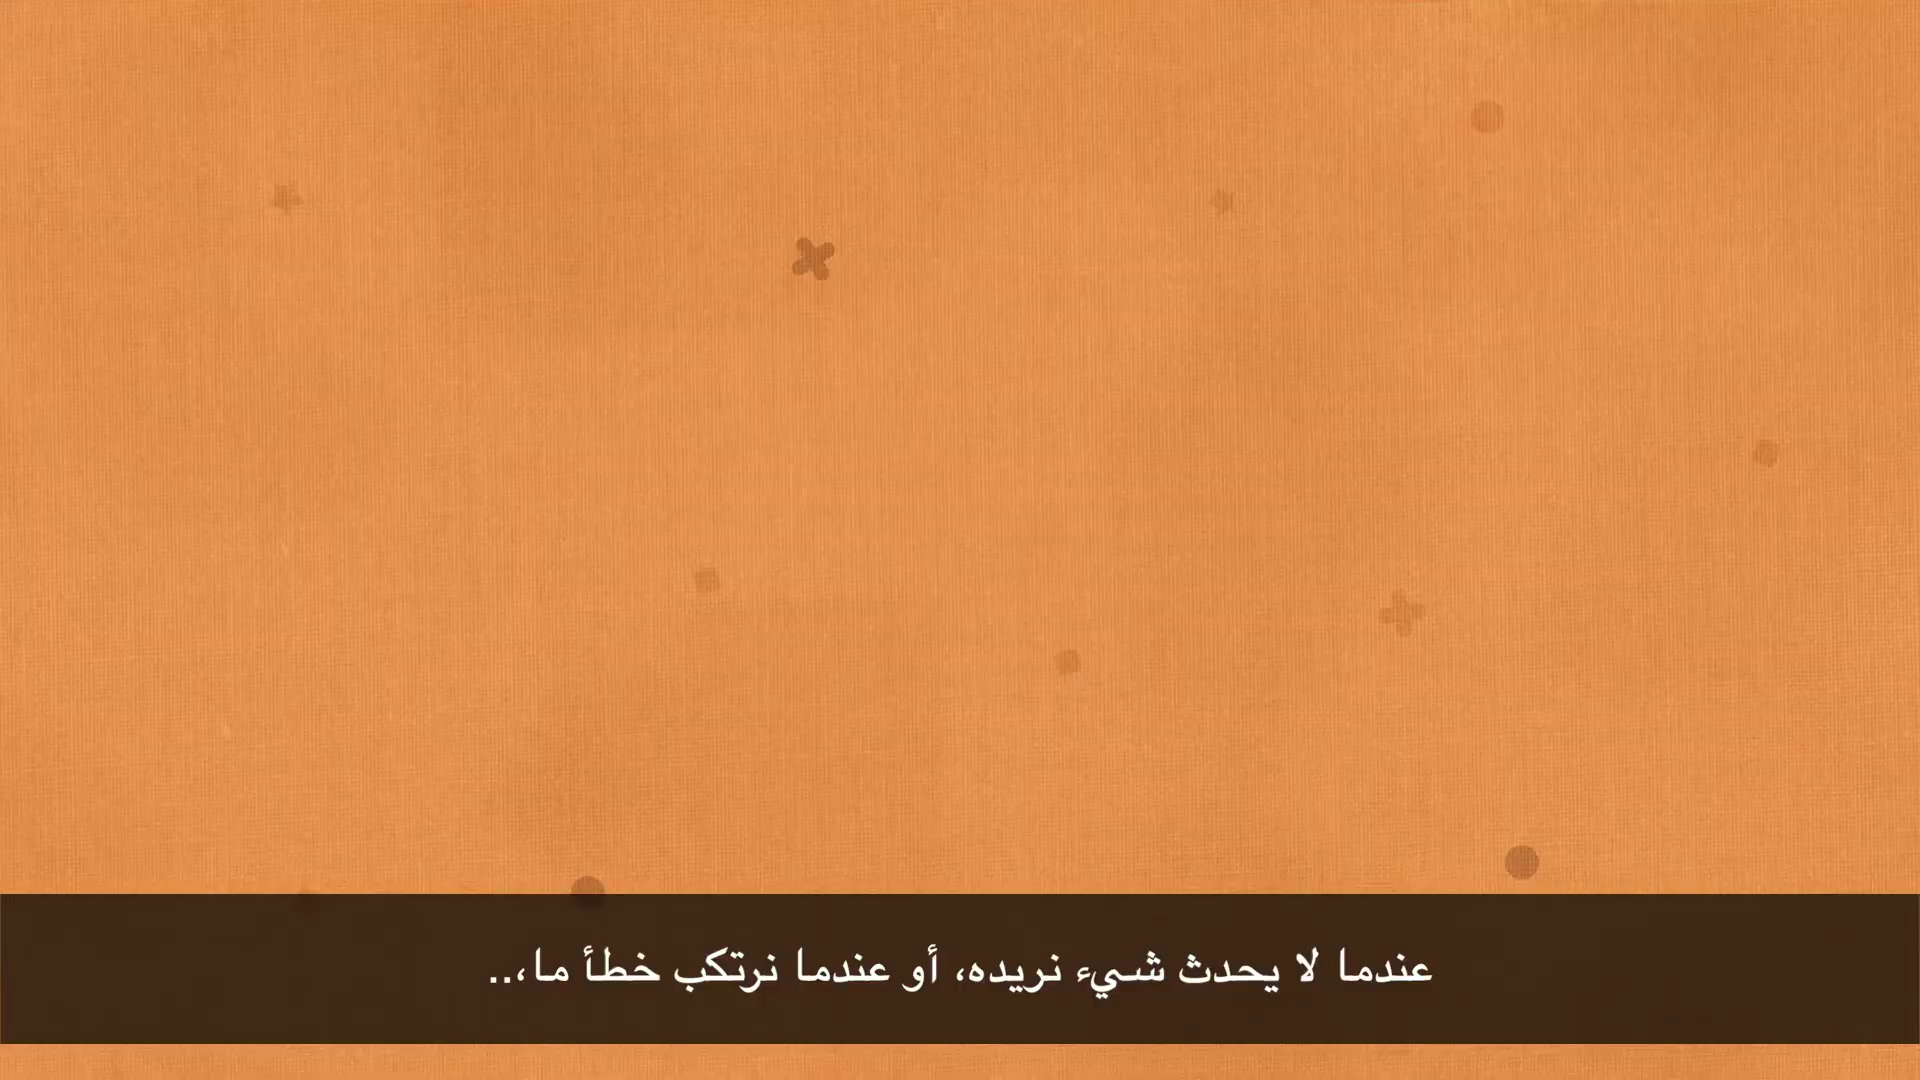 عندما لا يحدث شيء نريده، أو عندما نرتكب خطأ ما،..